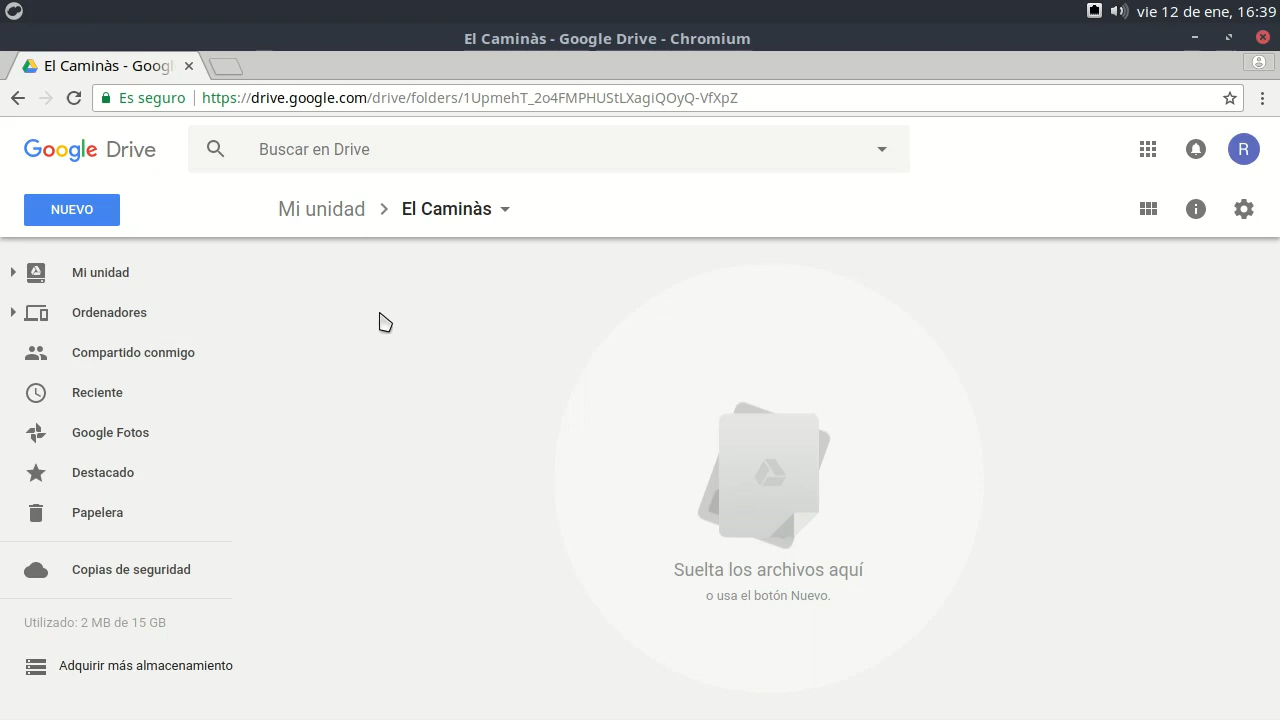 vie 12 de ene, 16:39
El Caminàs - Google Drive - Chromium
El Caminàs - Googl
Es seguro
https://drive.google.com/drive/folders/1UpmehT_2o4FMPHUStLXagiQOyQ-VfXpZ
Google Drive
Buscar en Drive
R
NUEVO
Mi unidad > El Caminàs
Mi unidad
Ordenadores
Compartido conmigo
Reciente
Google Fotos
Destacado
Papelera
Copias de seguridad
Utilizado: 2 MB de 15 GB
Adquirir más almacenamiento
Suelta los archivos aquí
o usa el botón Nuevo.